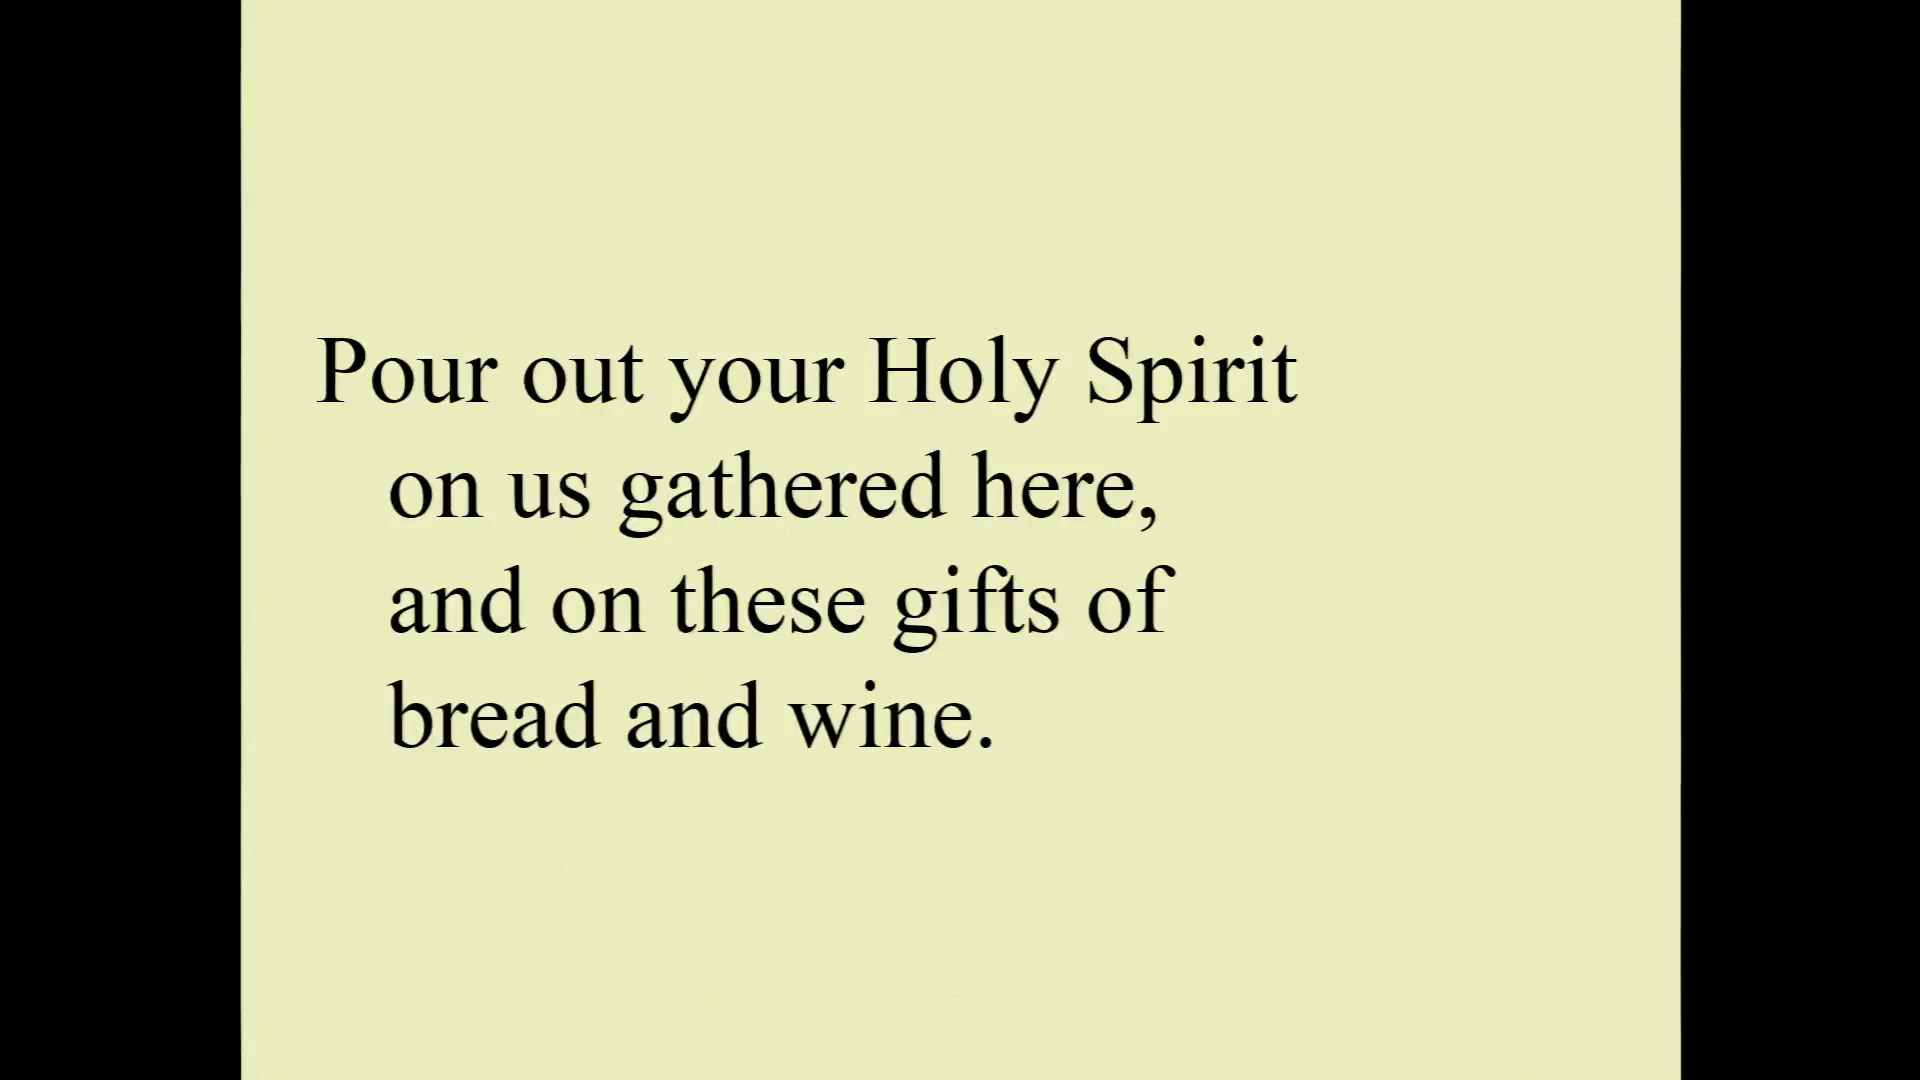 Pour out your Holy Spirit
on us gathered here,
and on these gifts of
bread and wine.